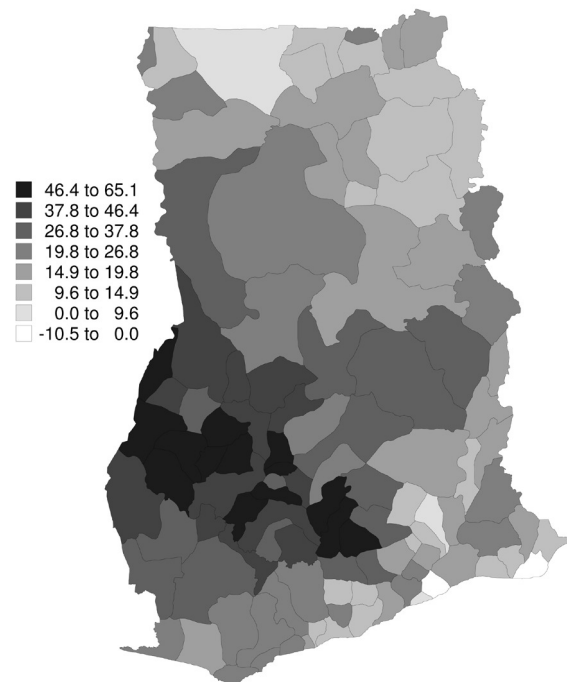 46.4 to 65.1
37.8 to 46.4
26.8 to 37.8
19.8 to 26.8
14.9 to 19.8
9.6 to 14.9
0.0 to 9.6
-10.5 to 0.0